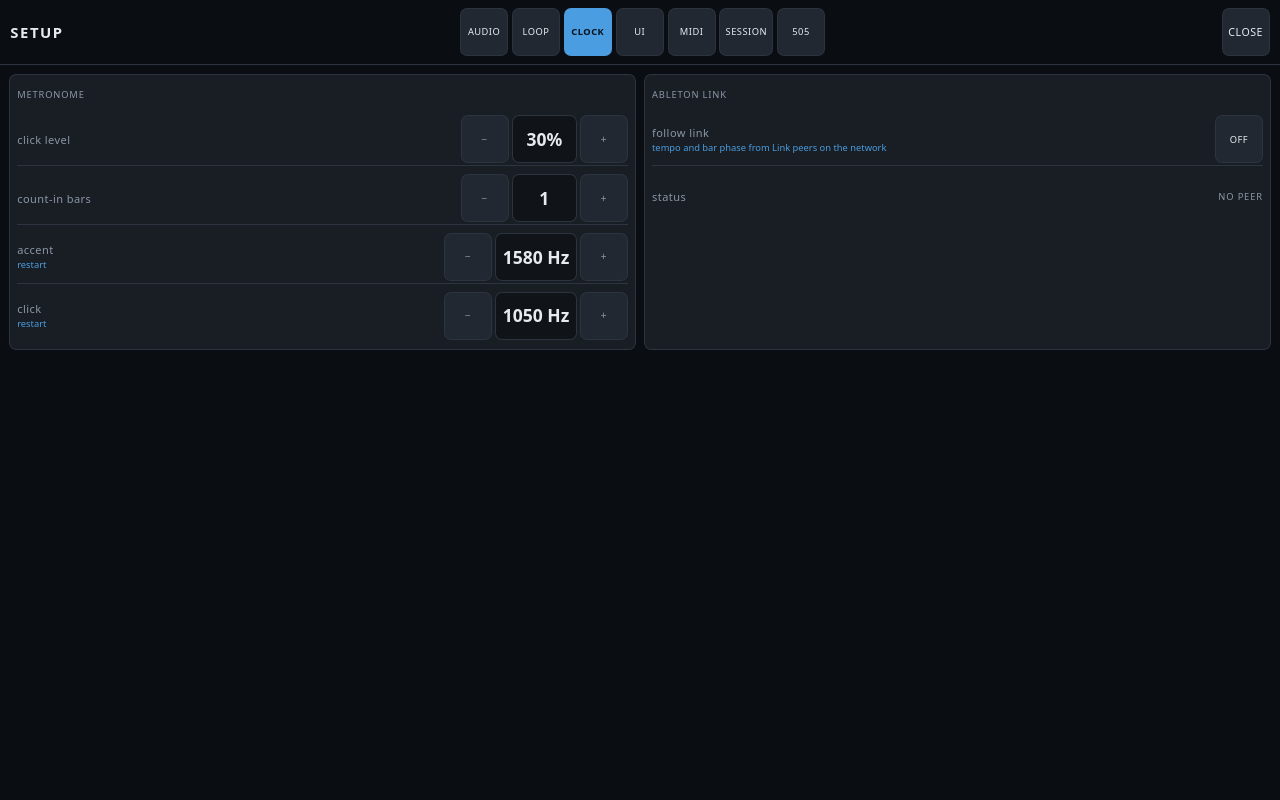 SETUP
AUDIO
LOOP
CLOCK
UI
MIDI
SESSION
505
CLOSE
METRONOME
click level
−
30%
+
count-in bars
−
1
+
accent
restart
−
1580 Hz
+
click
restart
−
1050 Hz
+
ABLETON LINK
follow link
tempo and bar phase from Link peers on the network
OFF
status
NO PEER